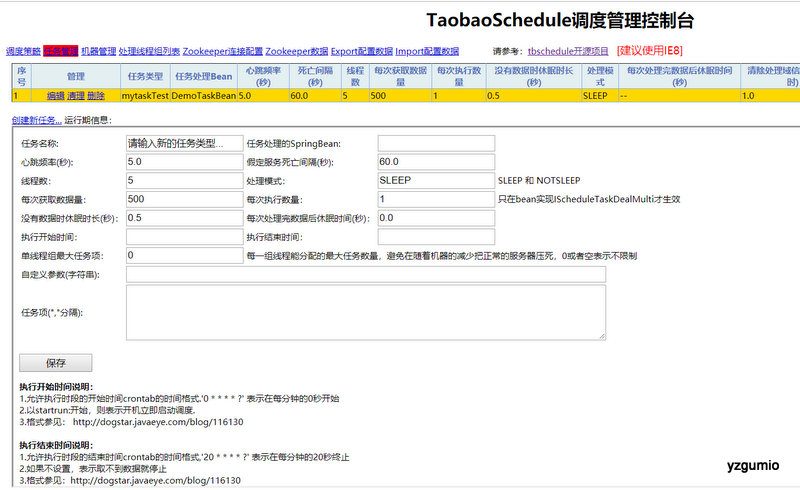 TaobaoSchedule调度管理控制台
调度策略 任务管理 机器管理 处理线程组列表 Zookeeper连接配置 Zookeeper数据 Export配置数据 Import配置数据 请参考：tbschedule开源项目 [建议使用IE8]
序号 管理 任务类型 任务处理Bean 心跳频率(秒) 死亡间隔(秒) 线程数 每次获取数据量 每次执行数量 没有数据时休眠时长(秒) 处理模式 每次处理完数据后休眠时间(秒) 清除处理域信
时)
1 编辑 清理 删除 mytaskTest DemoTaskBean 5.0 60.0 5 500 1 0.5 SLEEP -- 1.0
创建新任务... 运行期信息：
任务名称: 请输入新的任务类型... 任务处理的SpringBean:
心跳频率(秒): 5.0 假定服务死亡间隔(秒): 60.0
线程数： 5 处理模式： SLEEP SLEEP 和 NOTSLEEP
每次获取数据量： 500 每次执行数量： 1 只在bean实现IScheduleTaskDealMulti才生效
没有数据时休眠时长(秒)： 0.5 每次处理完数据后休眠时间(秒)： 0.0
执行开始时间： 执行结束时间：
单线程组最大任务项： 0 每一组线程能分配的最大任务数量，避免在随着机器的减少把正常的服务器压死，0或者空表示不限制
自定义参数(字符串):
任务项(","分隔):
保存
执行开始时间说明：
1.允许执行时段的开始时间crontab的时间格式.'0 * * * * ?' 表示在每分钟的0秒开始
2.以startrun:开始，则表示开机立即启动调度.
3.格式参见： http://dogstar.javaeye.com/blog/116130
执行结束时间说明：
1.允许执行时段的结束时间crontab的时间格式,'20 * * * * ?' 表示在每分钟的20秒终止
2.如果不设置，表示取不到数据就停止
3.格式参见： http://dogstar.javaeye.com/blog/116130
yzgumio